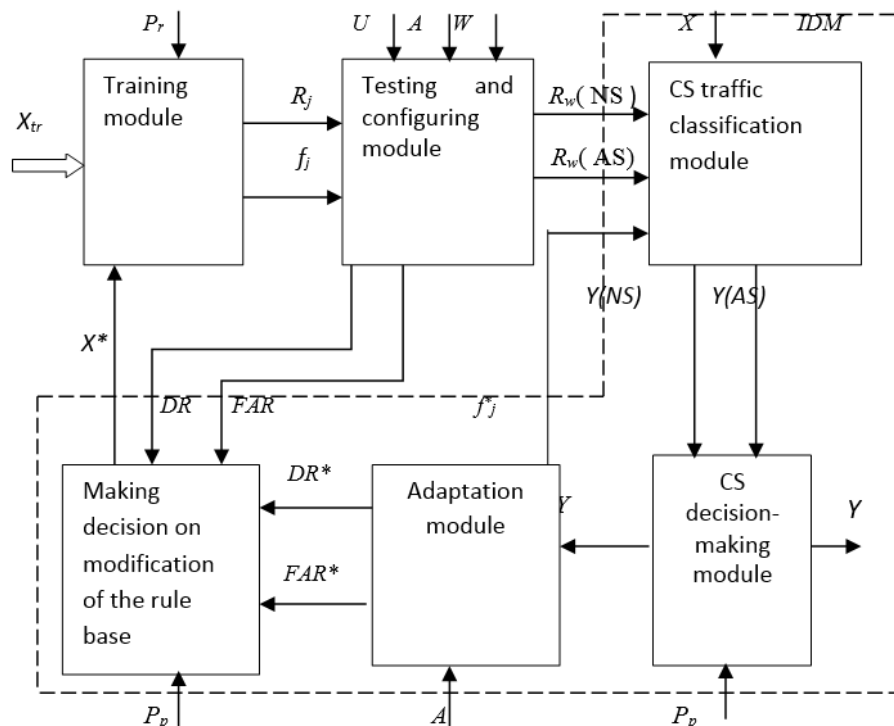 P_r
U A W
X IDM
X_tr
Training
module
R_j
f_j
Testing and
configuring
module
R_w( NS )
R_w( AS)
CS traffic
classification
module
Y(NS) Y(AS)
X*
DR FAR
f*_j
Making
decision on
modification
of the rule
base
DR*
FAR*
Adaptation
module
Y
CS
decision-
making
module
Y
P_p
A
P_p